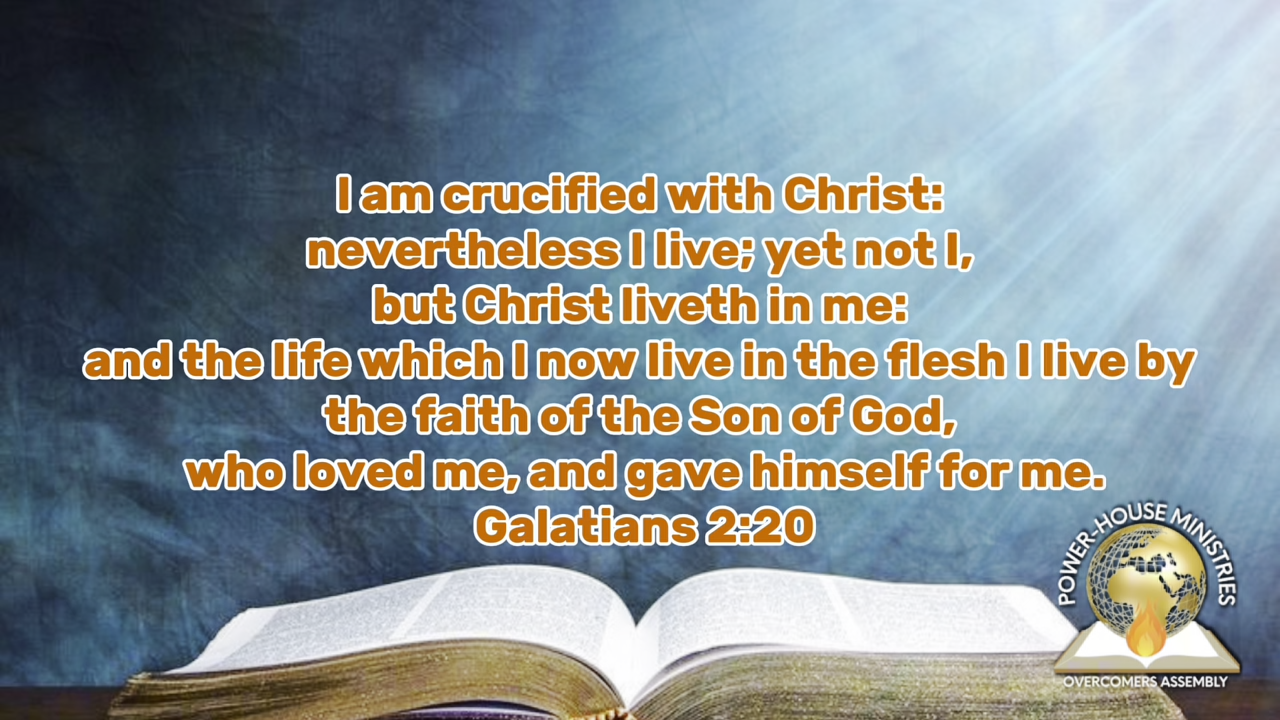 I am crucified with Christ:
nevertheless I live; yet not I,
but Christ liveth in me:
and the life which I now live in the flesh I live by
the faith of the Son of God,
who loved me, and gave himself for me.
Galatians 2:20
POWER-HOUSE MINISTRIES
OVERCOMERS ASSEMBLY